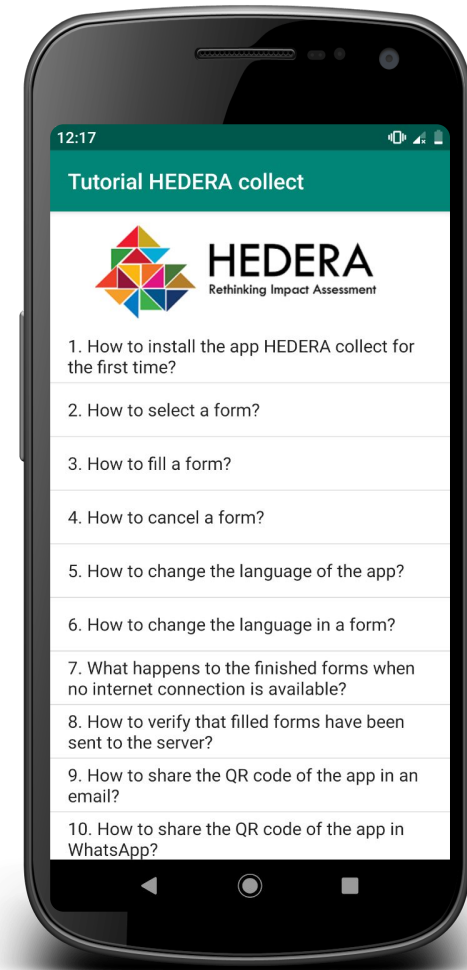 12:17
Tutorial HEDERA collect
HEDERA
Rethinking Impact Assessment
1. How to install the app HEDERA collect for
the first time?
2. How to select a form?
3. How to fill a form?
4. How to cancel a form?
5. How to change the language of the app?
6. How to change the language in a form?
7. What happens to the finished forms when
no internet connection is available?
8. How to verify that filled forms have been
sent to the server?
9. How to share the QR code of the app in an
email?
10. How to share the QR code of the app in
WhatsApp?